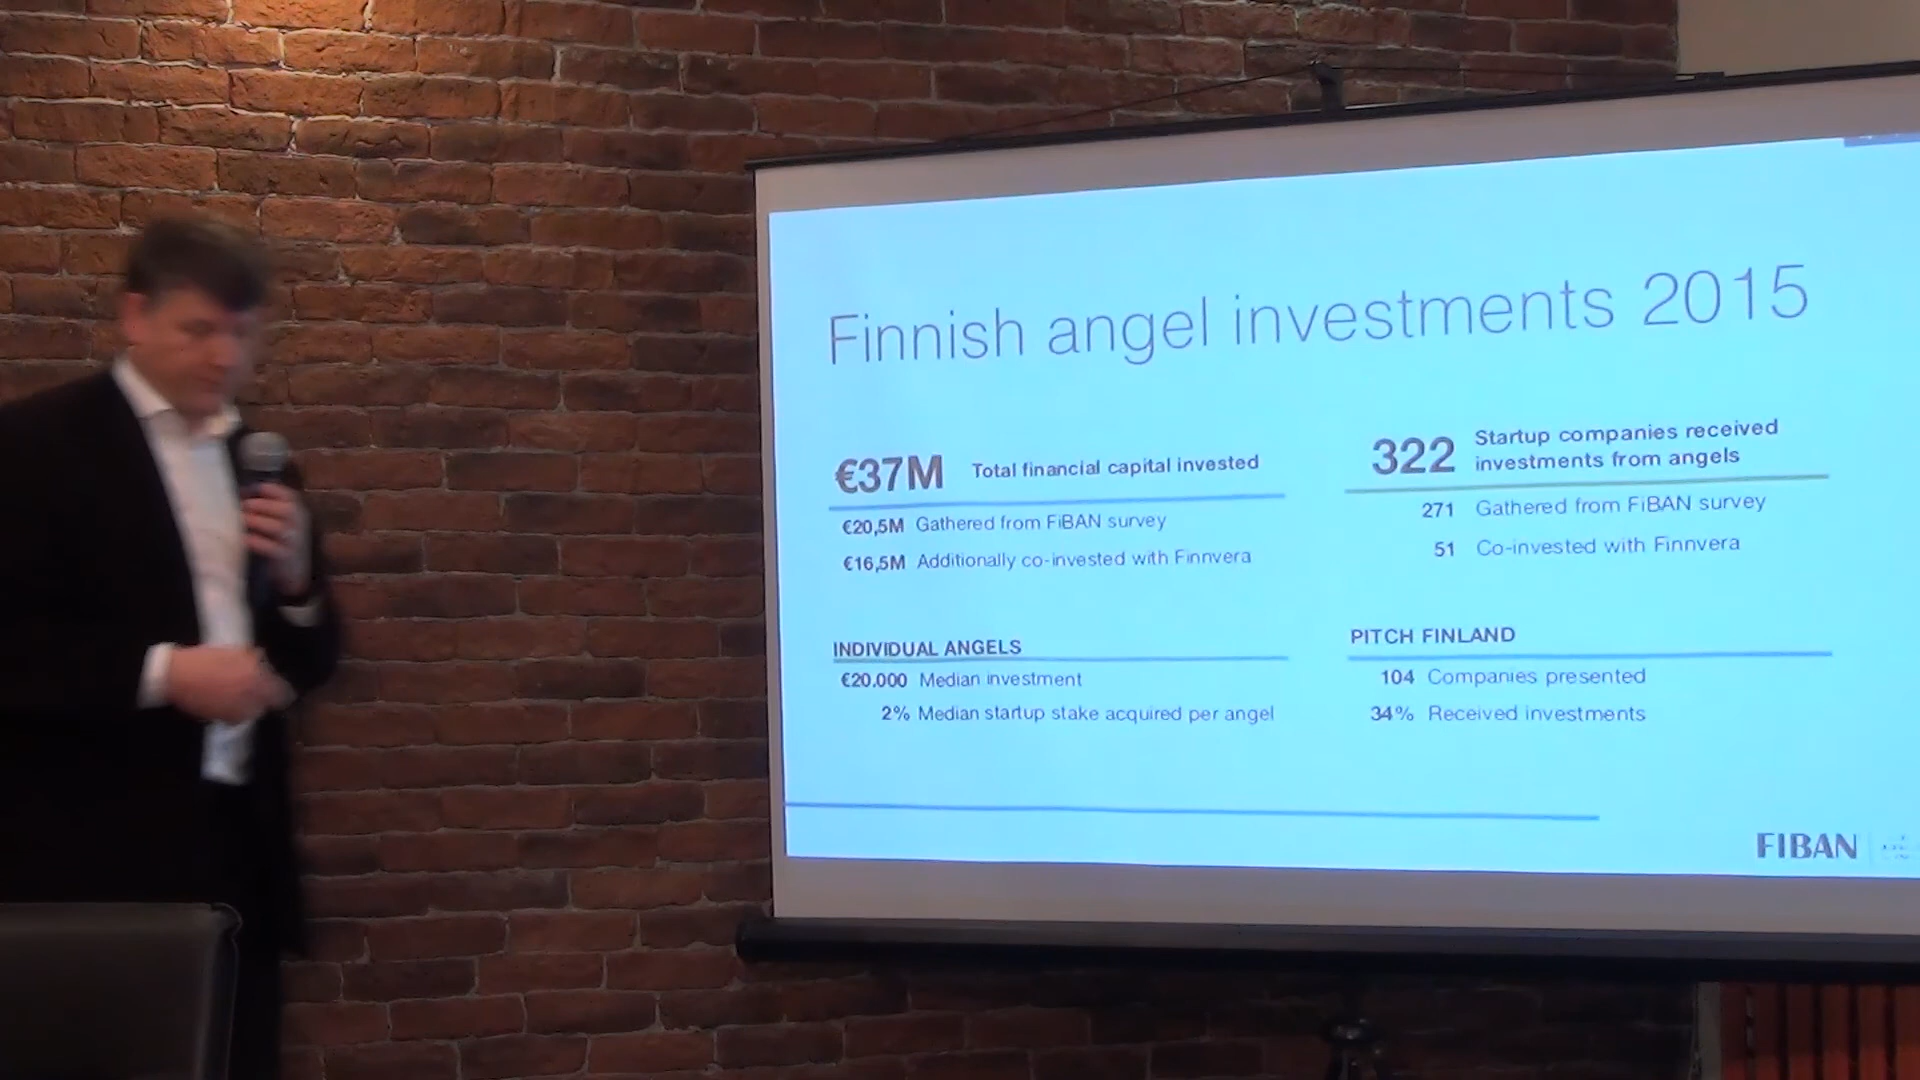 Finnish angel investments 2015
€37M Total financial capital invested
€20,5M Gathered from FiBAN survey
€16,5M Additionally co-invested with Finnvera
322 Startup companies received
investments from angels
271 Gathered from FiBAN survey
51 Co-invested with Finnvera
INDIVIDUAL ANGELS
€20.000 Median investment
2% Median startup stake acquired per angel
PITCH FINLAND
104 Companies presented
34% Received investments
FIBAN